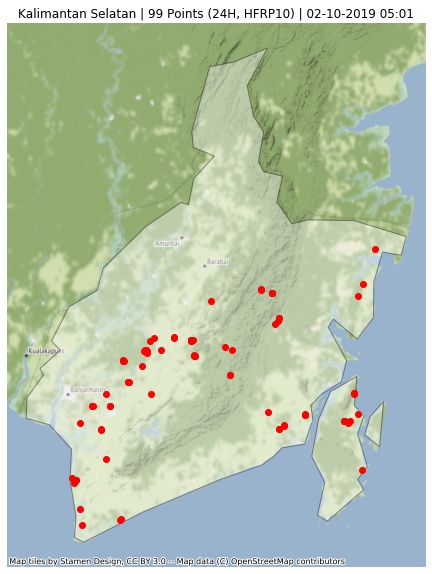 Kalimantan Selatan | 99 Points (24H, HFRP10) | 02-10-2019 05:01
Amuntai
Barabai
Kualakapuas
Banjarmasin
Map tiles by Stamen Design, CC BY 3.0 -- Map data (C) OpenStreetMap contributors